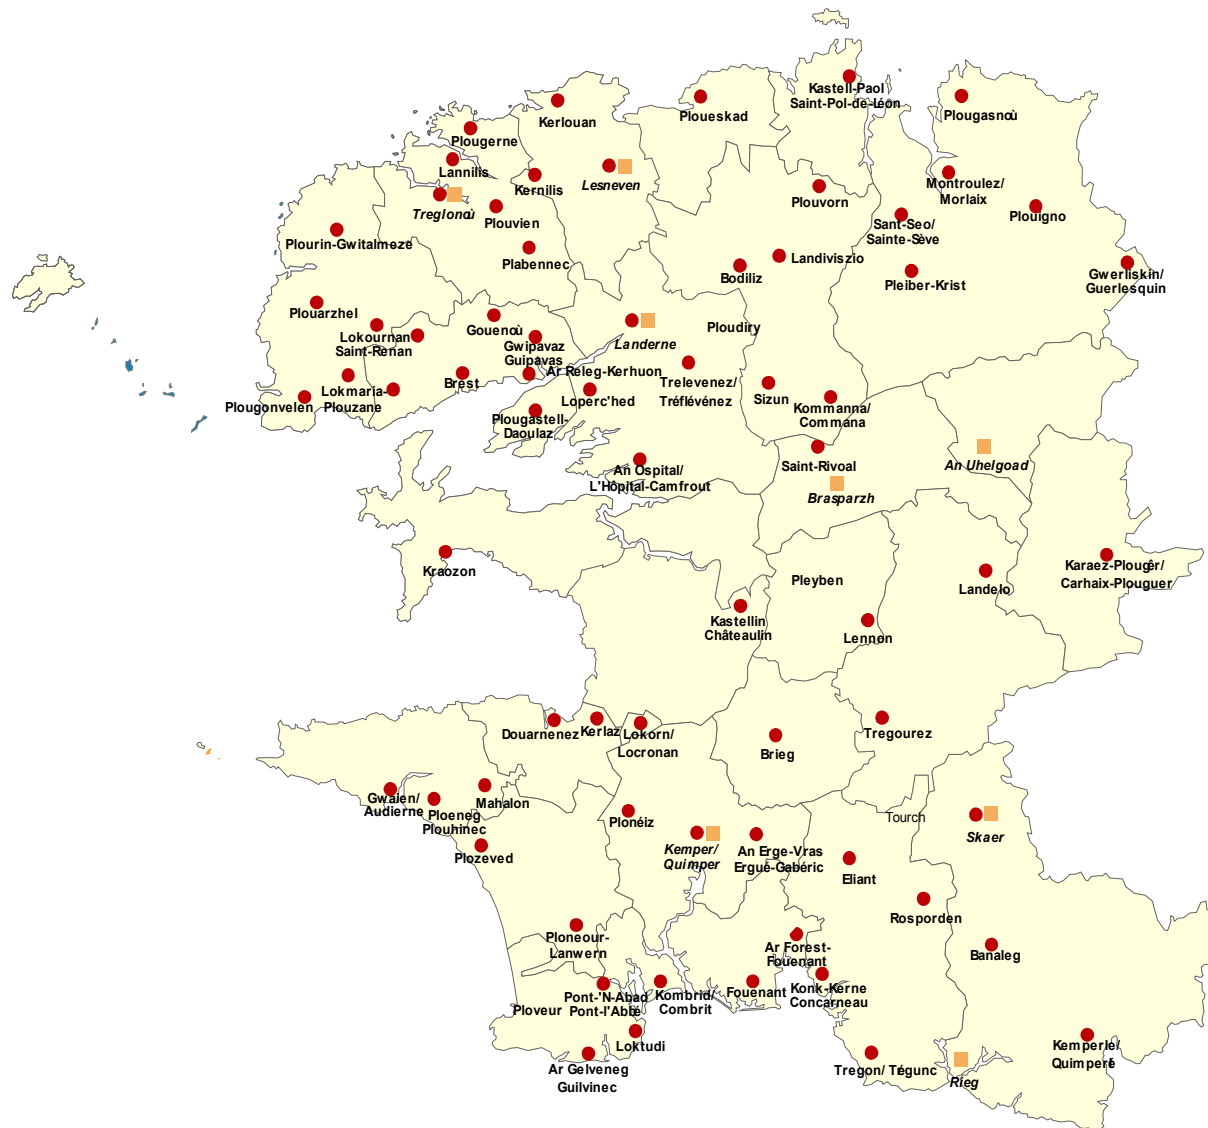 Kastell-Paol
Saint-Pol-de-Léon
Ploueskad
Kerlouan
Plougasnoù
Plougerne
Lannilis
Kernilis
Lesneven
Montroulez/
Morlaix
Plouvorn
Treglonoù
Plouvien
Plouigno
Sant-Seo/
Sainte-Sève
Plourin-Gwitalmeze
Plabennec
Landiviszio
Bodiliz
Pleiber-Krist
Gwerliskin/
Guerlesquin
Plouarzhel
Gouenoù
Ploudiry
Lokournan
Saint-Renan
Gwipavaz
Guipavas
Landerne
Ar Releg-Kerhuon
Brest
Trelevenez/
Tréflévénez
Sizun
Loperc'hed
Plougonvelen
Lokmaria-
Plouzane
Kommanna/
Commana
Plougastell-
Daoulaz
Saint-Rivoal
An Uhelgoad
An Ospital/
L'Hôpital-Camfrout
Brasparzh
Kraozon
Pleyben
Landelo
Karaez-Plougêr/
Carhaix-Plouguer
Kastellin
Châteaulin
Lennon
Douarnenez
Kerlaz
Lokorn/
Locronan
Brieg
Tregourez
Gwaien/
Audierne
Mahalon
Ploeneg
Plouhinec
Plonéiz
Tourch
Skaer
Plozeved
Kemper/
Quimper
An Erge-Vras
Ergué-Gabéric
Eliant
Rosporden
Ploneour-
Lanwern
Ar Forest-
Fouenant
Banaleg
Pont-'N-Abad
Pont-l'Abbé
Ploveur
Kombrid/
Combrit
Fouenant
Konk-Kerne
Concarneau
Loktudi
Kemperle/
Quimperlé
Ar Gelveneg
Guilvinec
Tregon/ Trégunc
Rieg